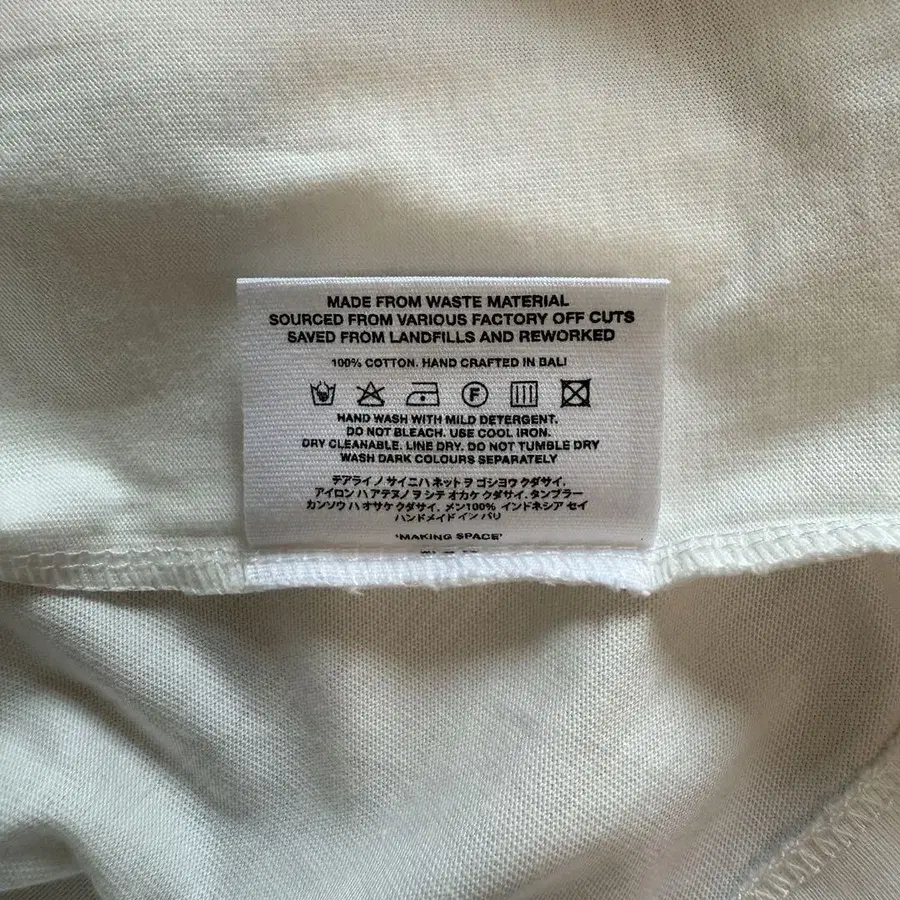 MADE FROM WASTE MATERIAL
SOURCED FROM VARIOUS FACTORY OFF CUTS
SAVED FROM LANDFILLS AND REWORKED
100% COTTON. HAND CRAFTED IN BALI
F
HAND WASH WITH MILD DETERGENT.
DO NOT BLEACH. USE COOL IRON.
DRY CLEANABLE. LINE DRY. DO NOT TUMBLE DRY
WASH DARK COLOURS SEPARATELY
テアライ ノ サイニハ ネット ヲ ゴシヨウ クダサイ.
アイロン ハ アテヌノ ヲ シテ オカケ クダサイ. タンブラー
カンソウ ハ オサケ クダサイ. メン100% インドネシア セイ
ハンドメイド イン バリ
'MAKING SPACE'